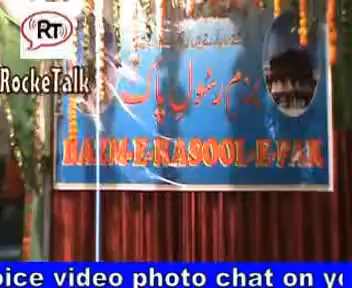 RT
RockeTalk
بزم رسول پاک
BAZM-E-RASOOL-E-PAK
oice video photo chat on yo